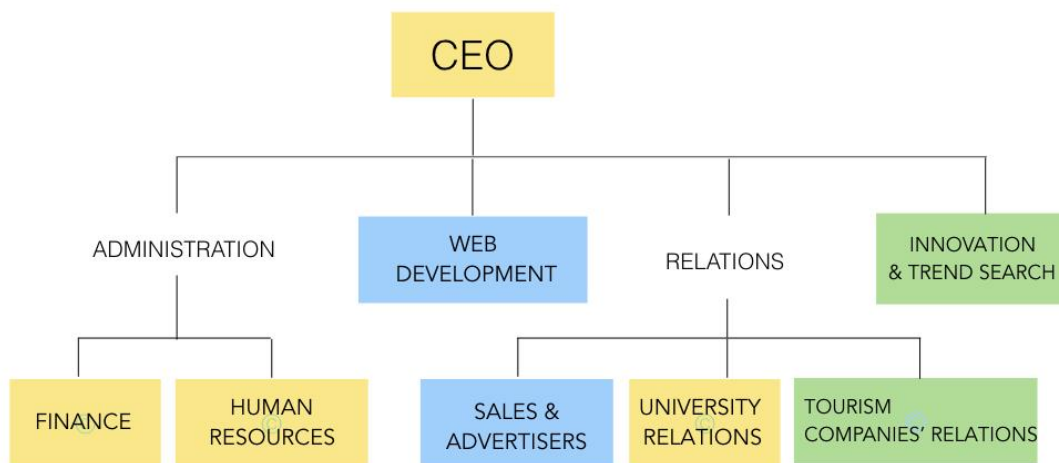 CEO
ADMINISTRATION
WEB
DEVELOPMENT
RELATIONS
INNOVATION
& TREND SEARCH
FINANCE
HUMAN
RESOURCES
SALES &
ADVERTISERS
UNIVERSITY
RELATIONS
TOURISM
COMPANIES' RELATIONS